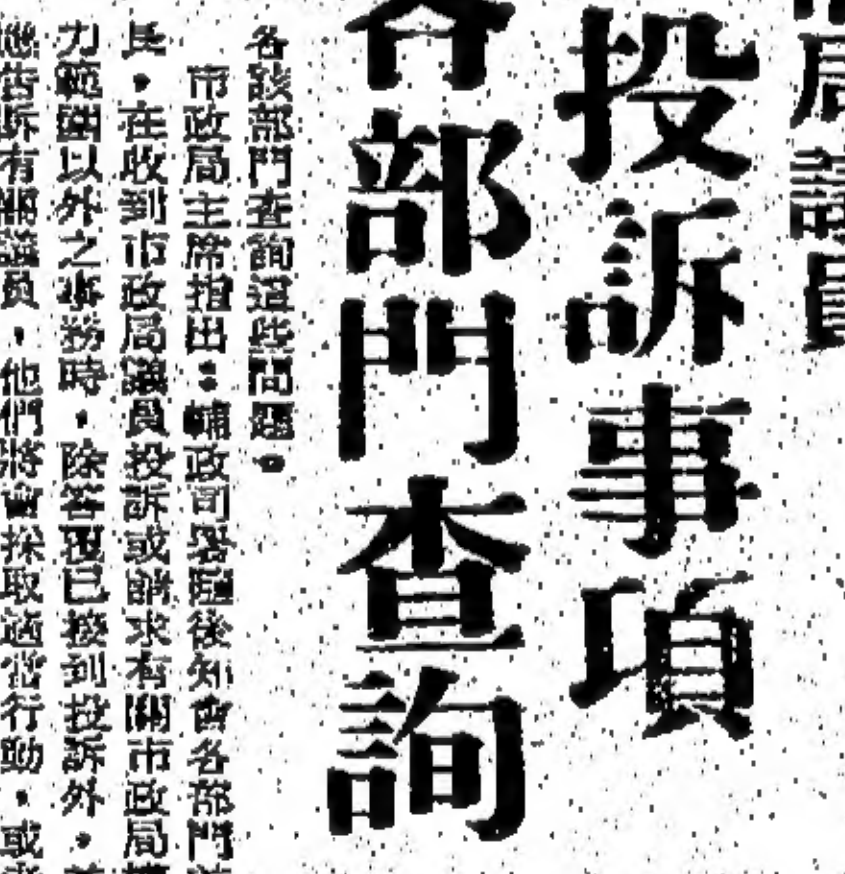 局議員
投訴事項
各部門查詢
各該部門查詢這些問題。
市政局主席指出：輔政司署隨後知會各部門首
長，在收到市政局議員投訴或請求有關市政局權
力範圍以外之事務時，除答覆已接到投訴外，並
應告訴有關議員，他們將會採取適當行動，或者